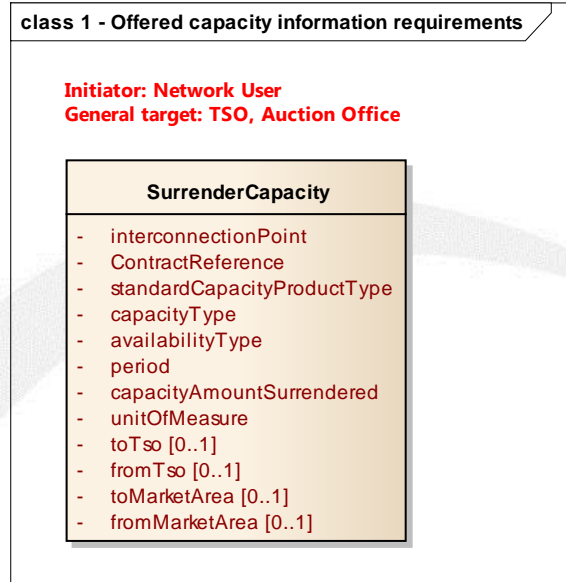 class 1 - Offered capacity information requirements
Initiator: Network User
General target: TSO, Auction Office
SurrenderCapacity
- interconnectionPoint
- ContractReference
- standardCapacityProductType
- capacityType
- availabilityType
- period
- capacityAmountSurrendered
- unitOfMeasure
- toTso [0..1]
- fromTso [0..1]
- toMarketArea [0..1]
- fromMarketArea [0..1]